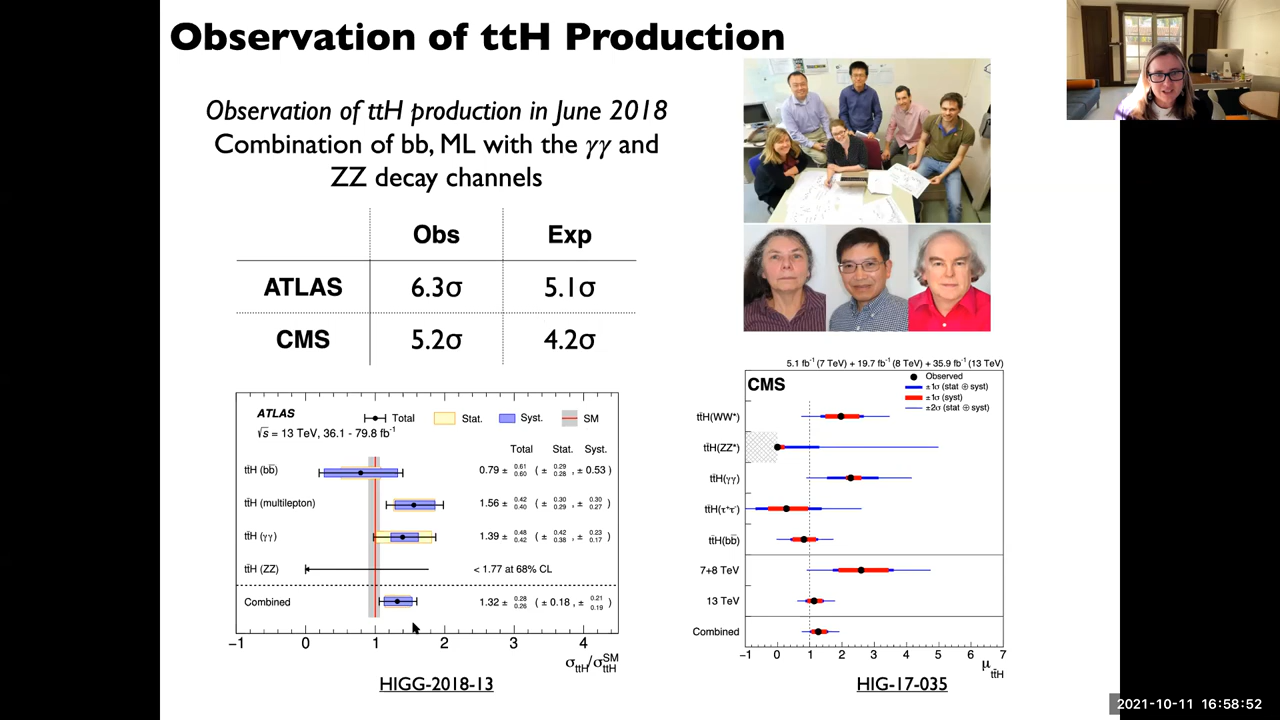 Observation of ttH Production
Observation of ttH production in June 2018
Combination of bb, ML with the γγ and
ZZ decay channels
Obs Exp
ATLAS 6.3σ 5.1σ
CMS 5.2σ 4.2σ
ATLAS
Total Stat. Syst. SM
√s = 13 TeV, 36.1 - 79.8 fb⁻¹
Total Stat. Syst.
tt̄H (bb̄) 0.79 ± 0.61 0.60 ( ± 0.29 0.28 , ± 0.53 )
tt̄H (multilepton) 1.56 ± 0.42 0.40 ( ± 0.30 0.29 , ± 0.30 0.27 )
tt̄H (γγ) 1.39 ± 0.48 0.42 ( ± 0.42 0.38 , ± 0.23 0.17 )
tt̄H (ZZ) < 1.77 at 68% CL
Combined 1.32 ± 0.28 0.26 ( ± 0.18 , ± 0.21 0.19 )
−1 0 1 2 3 4
σttH/σttH^SM
HIGG-2018-13
5.1 fb⁻¹ (7 TeV) + 19.7 fb⁻¹ (8 TeV) + 35.9 fb⁻¹ (13 TeV)
CMS
Observed
±1σ (stat ⊕ syst)
±1σ (syst)
±2σ (stat ⊕ syst)
tt̄H(WW*)
tt̄H(ZZ*)
tt̄H(γγ)
tt̄H(τ⁺τ⁻)
tt̄H(bb̄)
7+8 TeV
13 TeV
Combined
−1 0 1 2 3 4 5 6 7
μtt̄H
HIG-17-035
2021-10-11 16:58:52